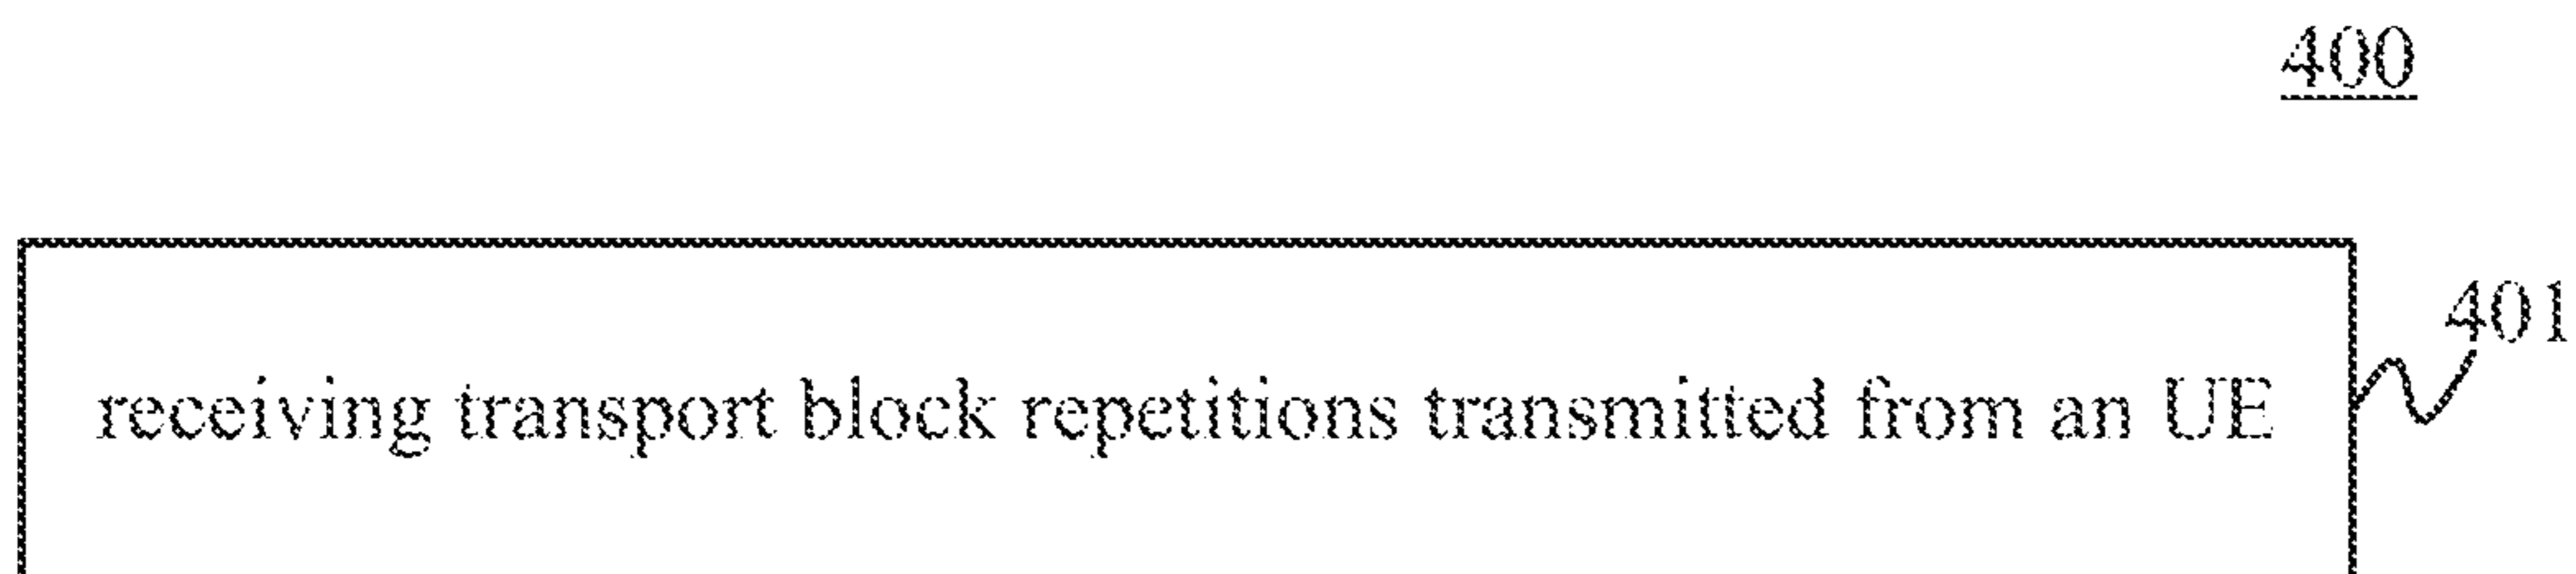 400
401
receiving transport block repetitions transmitted from an UE